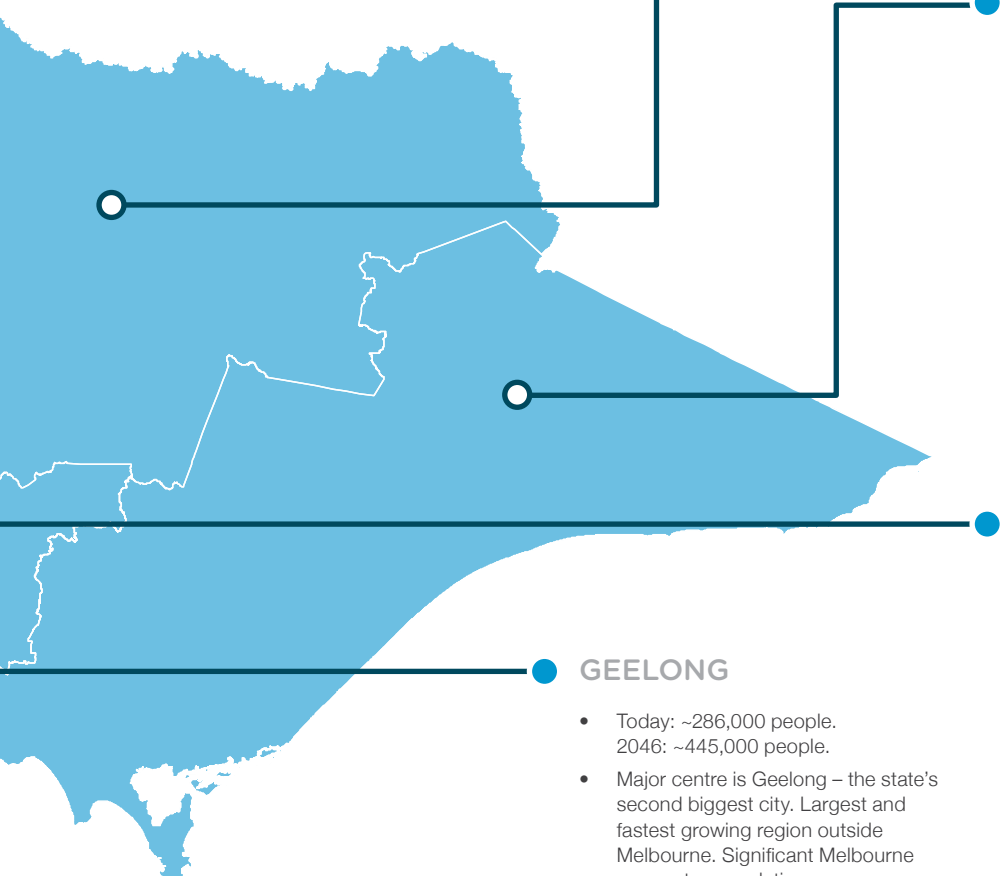 GEELONG
• Today: ~286,000 people.
2046: ~445,000 people.
• Major centre is Geelong – the state's
second biggest city. Largest and
fastest growing region outside
Melbourne. Significant Melbourne